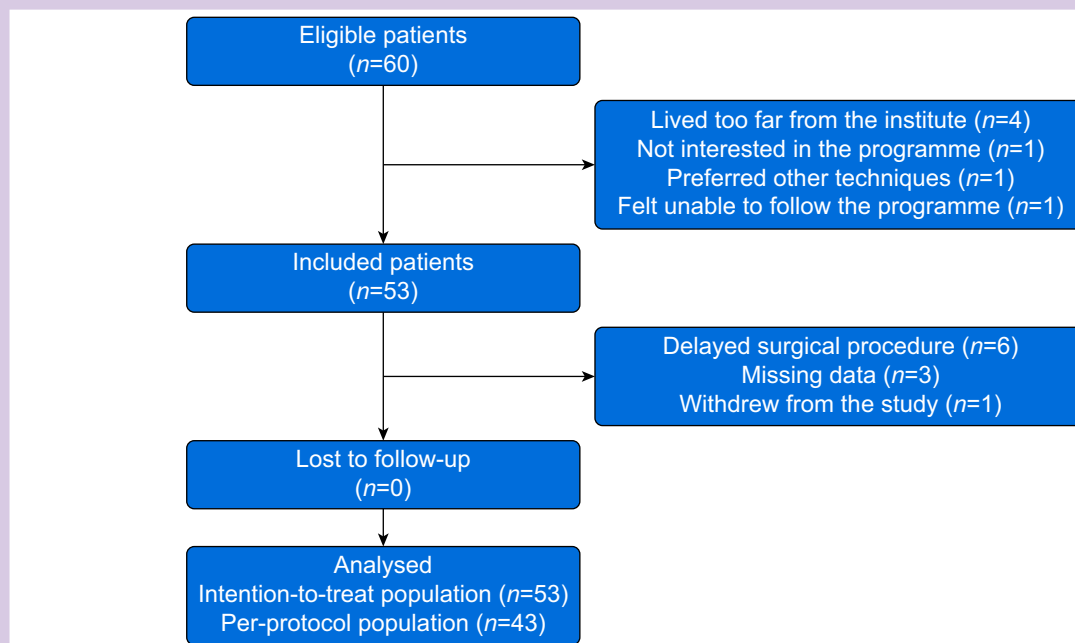 Eligible patients
(n=60)
Lived too far from the institute (n=4)
Not interested in the programme (n=1)
Preferred other techniques (n=1)
Felt unable to follow the programme (n=1)
Included patients
(n=53)
Delayed surgical procedure (n=6)
Missing data (n=3)
Withdrew from the study (n=1)
Lost to follow-up
(n=0)
Analysed
Intention-to-treat population (n=53)
Per-protocol population (n=43)